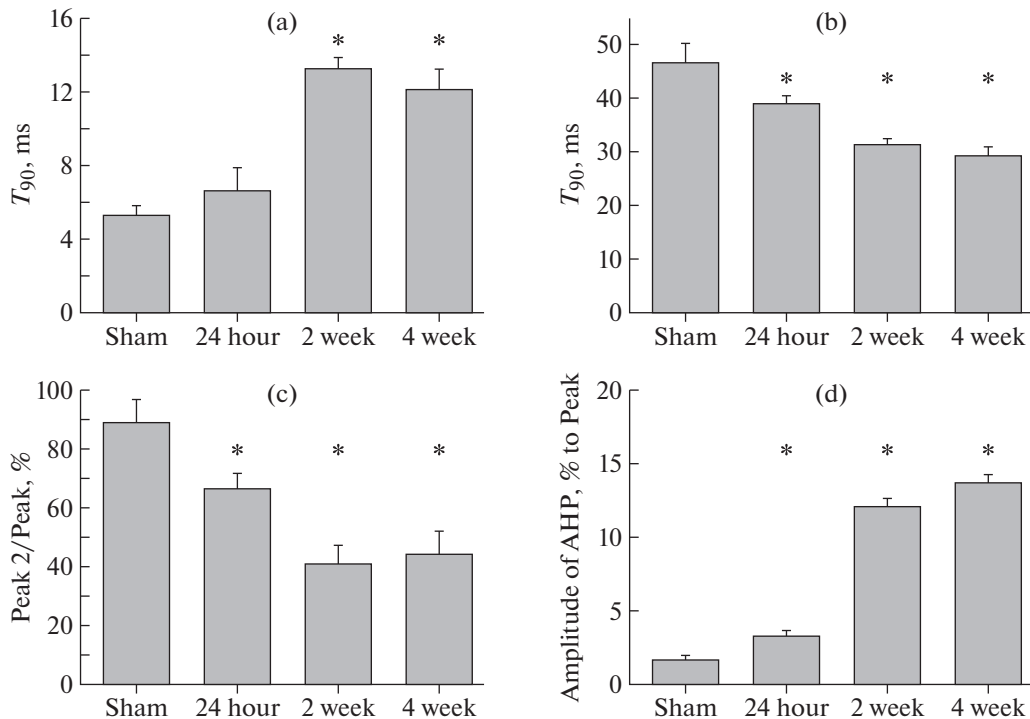 (a)
T90, ms
16
12
8
4
0
*
*
Sham
24 hour
2 week
4 week
(b)
T90, ms
50
40
30
20
10
0
*
*
*
Sham
24 hour
2 week
4 week
(c)
Peak 2/Peak, %
100
80
60
40
20
0
*
*
*
Sham
24 hour
2 week
4 week
(d)
Amplitude of AHP, % to Peak
20
15
10
5
0
*
*
*
Sham
24 hour
2 week
4 week